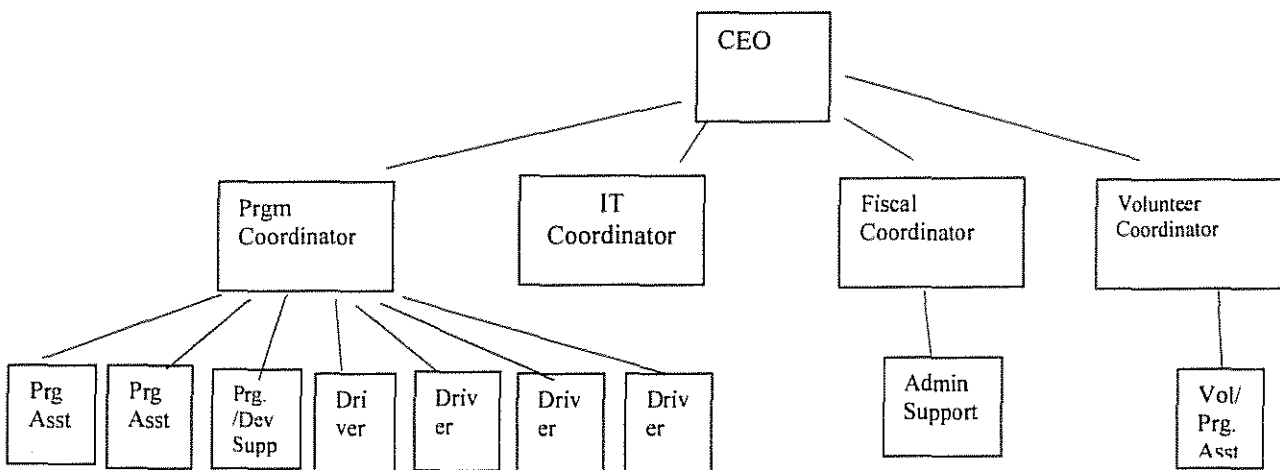 CEO
Prgm
Coordinator
IT
Coordinator
Fiscal
Coordinator
Volunteer
Coordinator
Prg
Asst
Prg
Asst
Prg.
/Dev
Supp
Dri
ver
Driv
er
Driv
er
Driv
er
Admin
Support
Vol/
Prg.
Asst